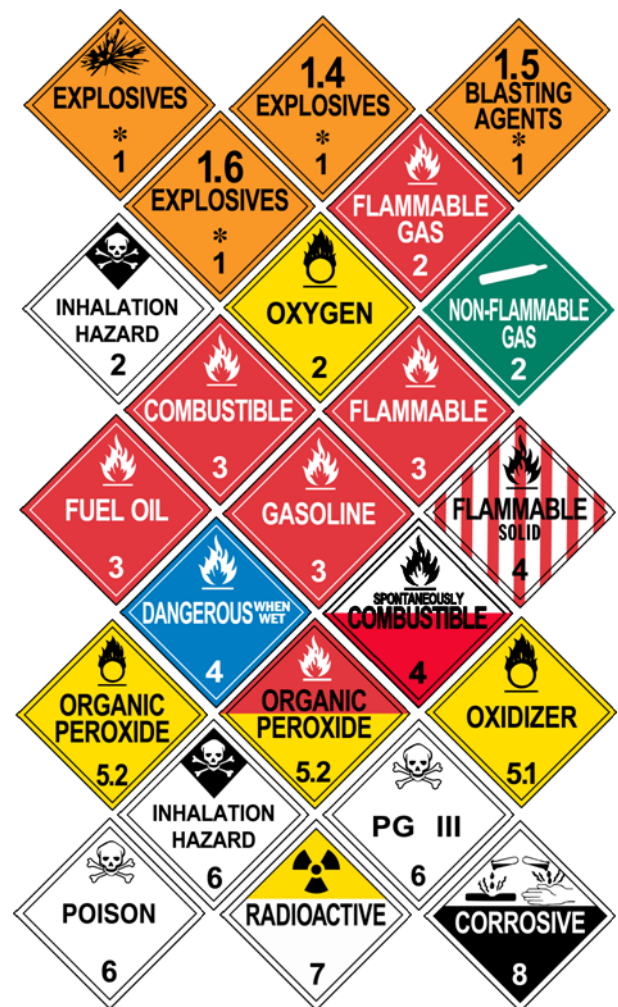 EXPLOSIVES
*
1
1.4
EXPLOSIVES
*
1
1.5
BLASTING
AGENTS
*
1
1.6
EXPLOSIVES
*
1
FLAMMABLE
GAS
2
INHALATION
HAZARD
2
OXYGEN
2
NON-FLAMMABLE
GAS
2
COMBUSTIBLE
3
FLAMMABLE
3
FUEL OIL
3
GASOLINE
3
FLAMMABLE
SOLID
4
DANGEROUS WHEN
WET
4
SPONTANEOUSLY
COMBUSTIBLE
4
ORGANIC
PEROXIDE
5.2
ORGANIC
PEROXIDE
5.2
OXIDIZER
5.1
INHALATION
HAZARD
6
PG III
6
POISON
6
RADIOACTIVE
7
CORROSIVE
8